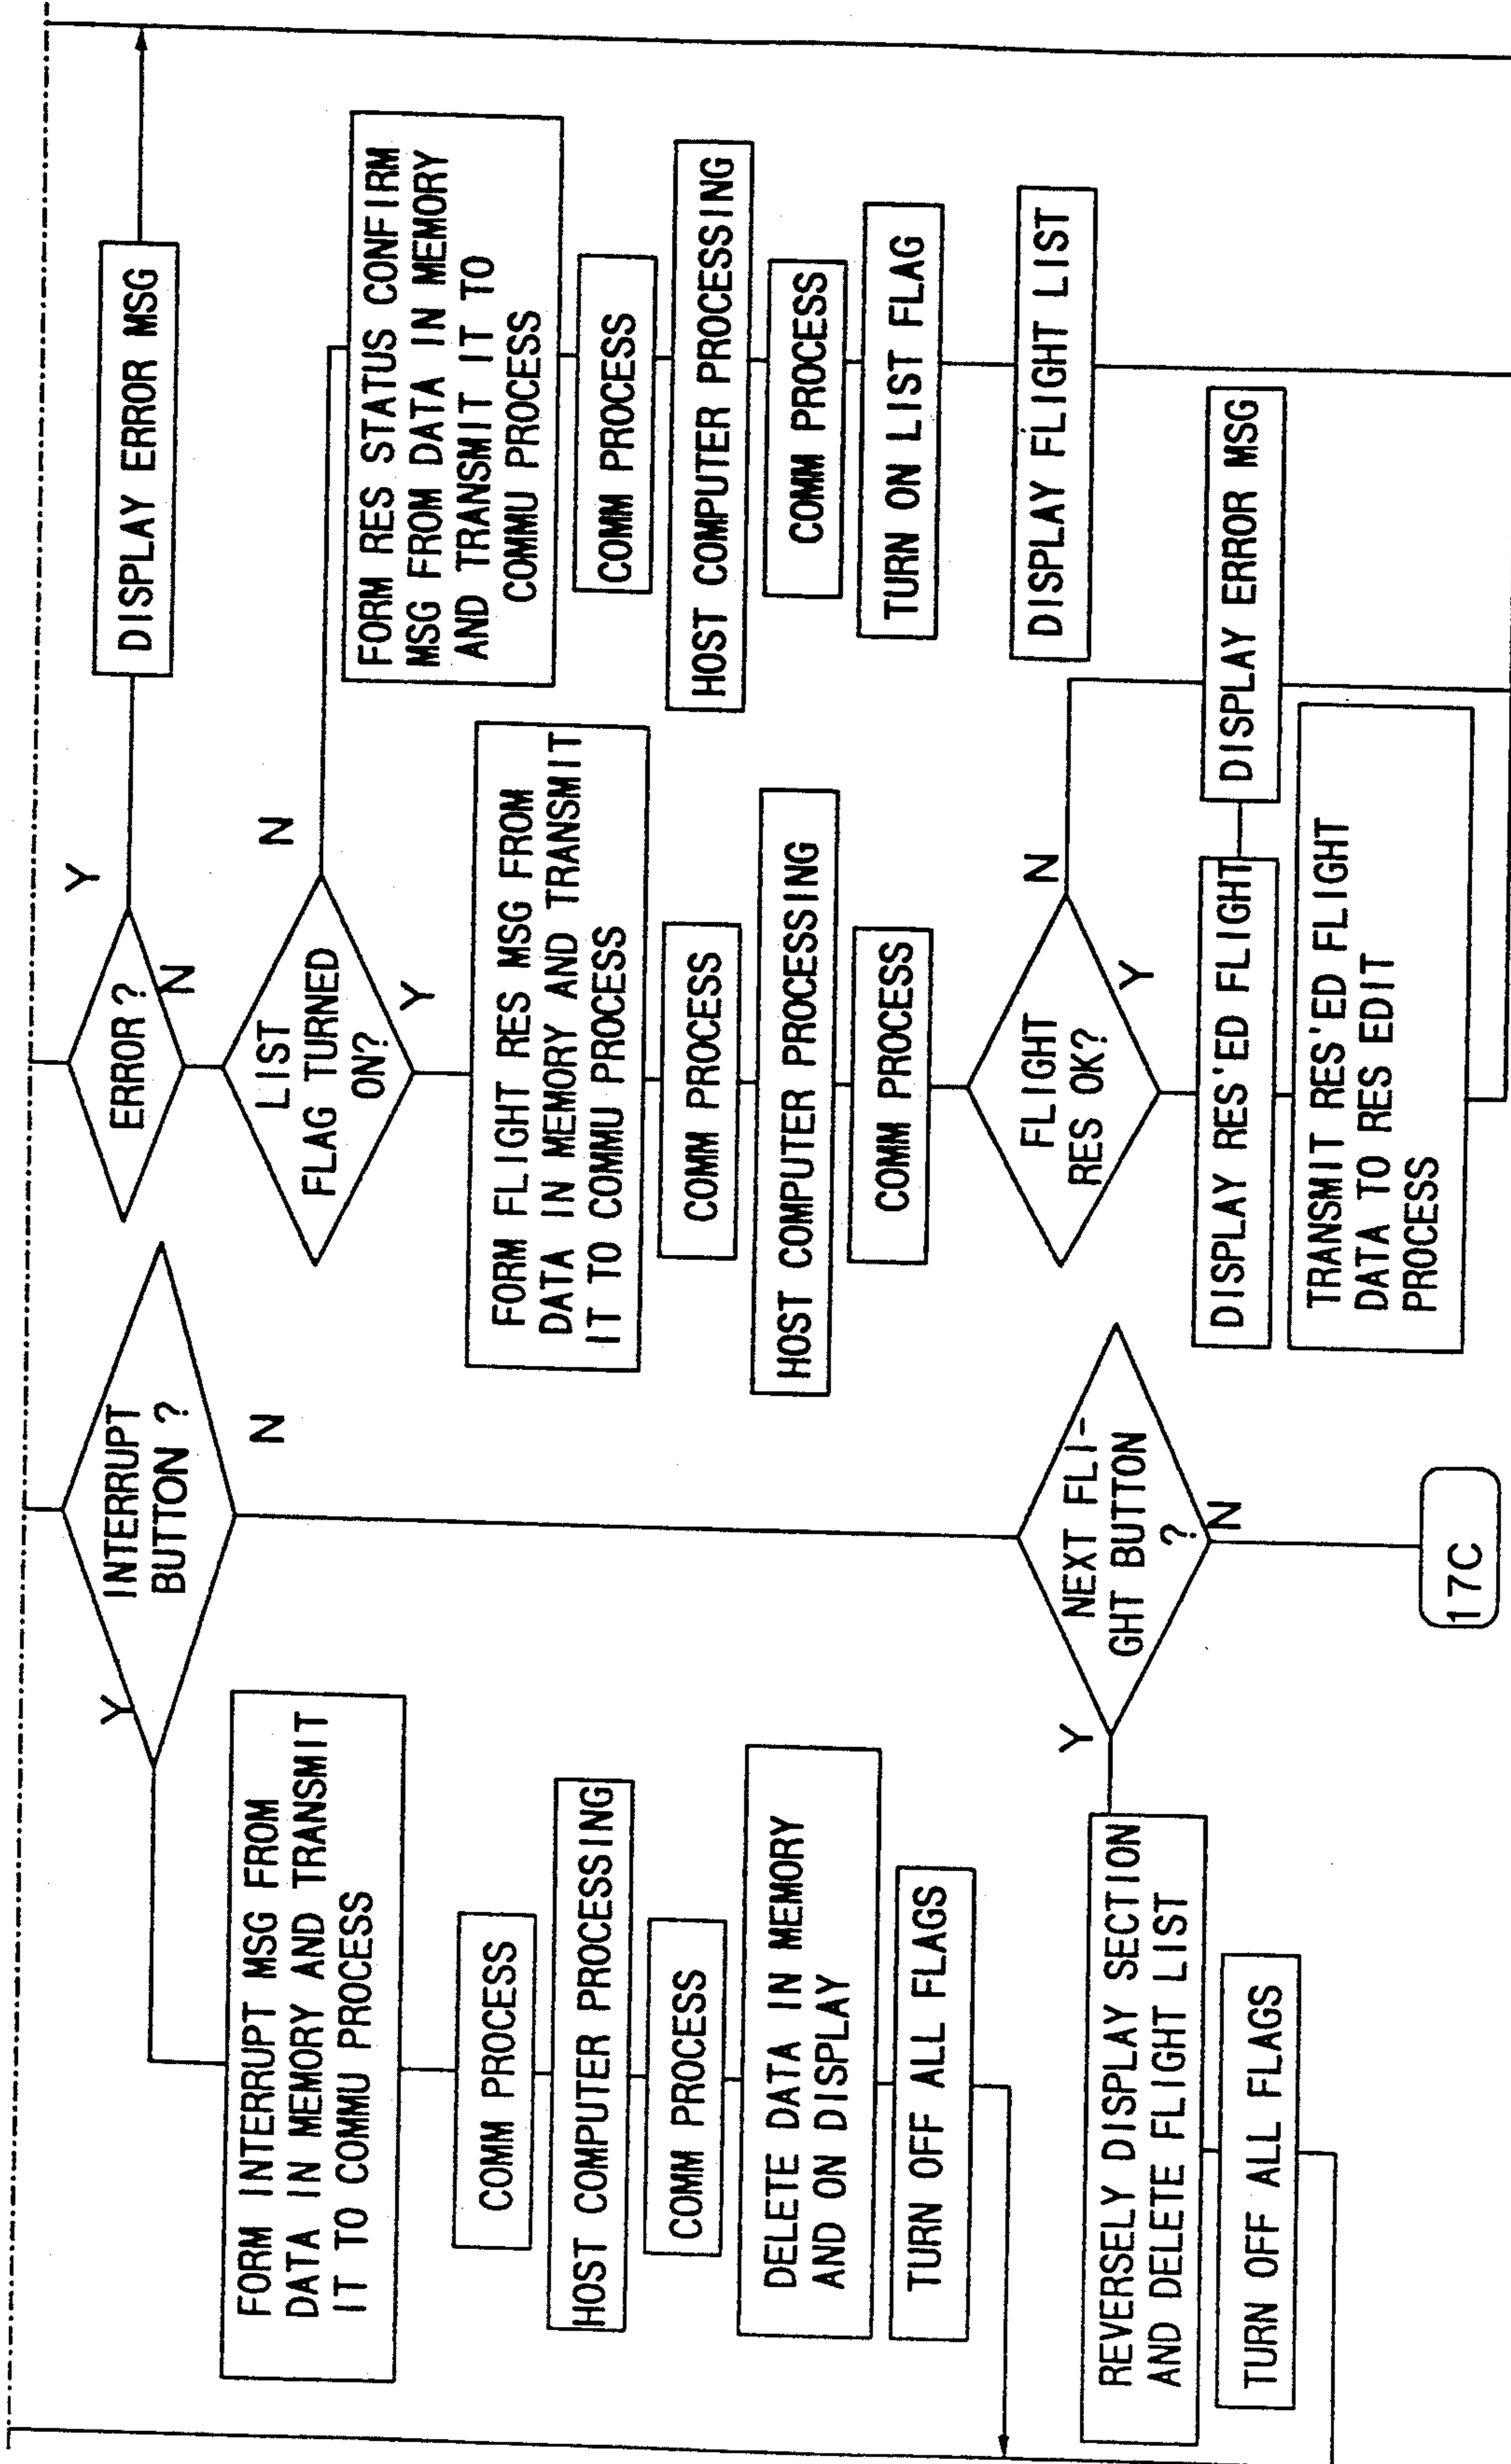 INTERRUPT
BUTTON ?
Y
N
FORM INTERRUPT MSG FROM
DATA IN MEMORY AND TRANSMIT
IT TO COMMU PROCESS
COMM PROCESS
HOST COMPUTER PROCESSING
COMM PROCESS
DELETE DATA IN MEMORY
AND ON DISPLAY
TURN OFF ALL FLAGS
NEXT FLI-
GHT BUTTON
?
Y
N
REVERSELY DISPLAY SECTION
AND DELETE FLIGHT LIST
TURN OFF ALL FLAGS
17C
ERROR ?
Y
N
DISPLAY ERROR MSG
LIST
FLAG TURNED
ON?
N
Y
FORM FLIGHT RES MSG FROM
DATA IN MEMORY AND TRANSMIT
IT TO COMMU PROCESS
COMM PROCESS
HOST COMPUTER PROCESSING
COMM PROCESS
FLIGHT
RES OK?
N
Y
DISPLAY RES'ED FLIGHT
TRANSMIT RES'ED FLIGHT
DATA TO RES EDIT
PROCESS
FORM RES STATUS CONFIRM
MSG FROM DATA IN MEMORY
AND TRANSMIT IT TO
COMMU PROCESS
COMM PROCESS
HOST COMPUTER PROCESSING
COMM PROCESS
TURN ON LIST FLAG
DISPLAY FLIGHT LIST
DISPLAY ERROR MSG